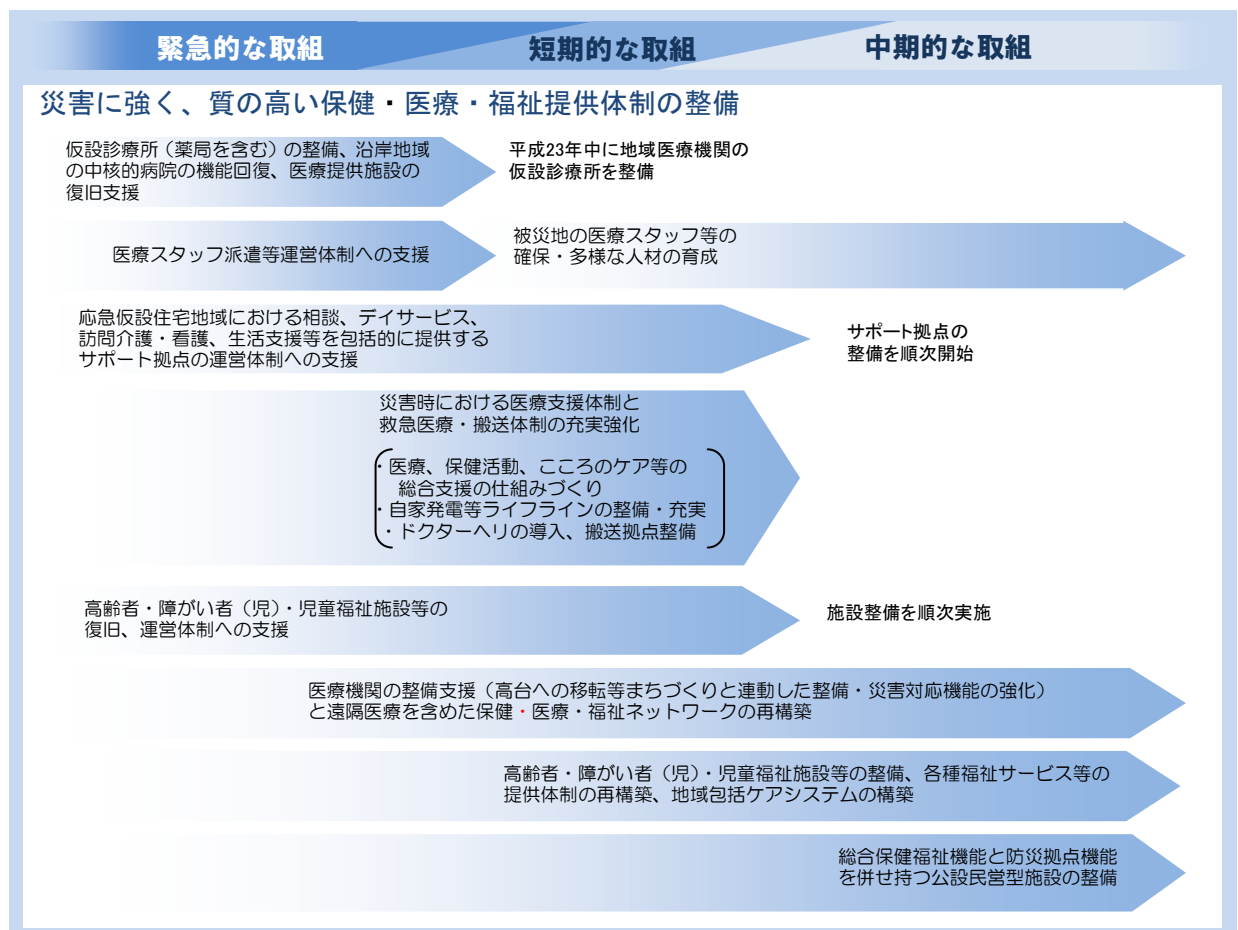 緊急的な取組
短期的な取組
中期的な取組
災害に強く、質の高い保健・医療・福祉提供体制の整備
仮設診療所（薬局を含む）の整備、沿岸地域
の中核的病院の機能回復、医療提供施設の
復旧支援
平成23年中に地域医療機関の
仮設診療所を整備
医療スタッフ派遣等運営体制への支援
被災地の医療スタッフ等の
確保・多様な人材の育成
応急仮設住宅地域における相談、デイサービス、
訪問介護・看護、生活支援等を包括的に提供する
サポート拠点の運営体制への支援
サポート拠点の
整備を順次開始
災害時における医療支援体制と
救急医療・搬送体制の充実強化
・医療、保健活動、こころのケア等の
総合支援の仕組みづくり
・自家発電等ライフラインの整備・充実
・ドクターヘリの導入、搬送拠点整備
高齢者・障がい者（児）・児童福祉施設等の
復旧、運営体制への支援
施設整備を順次実施
医療機関の整備支援（高台への移転等まちづくりと連動した整備・災害対応機能の強化）
と遠隔医療を含めた保健・医療・福祉ネットワークの再構築
高齢者・障がい者（児）・児童福祉施設等の整備、各種福祉サービス等の
提供体制の再構築、地域包括ケアシステムの構築
総合保健福祉機能と防災拠点機能
を併せ持つ公設民営型施設の整備